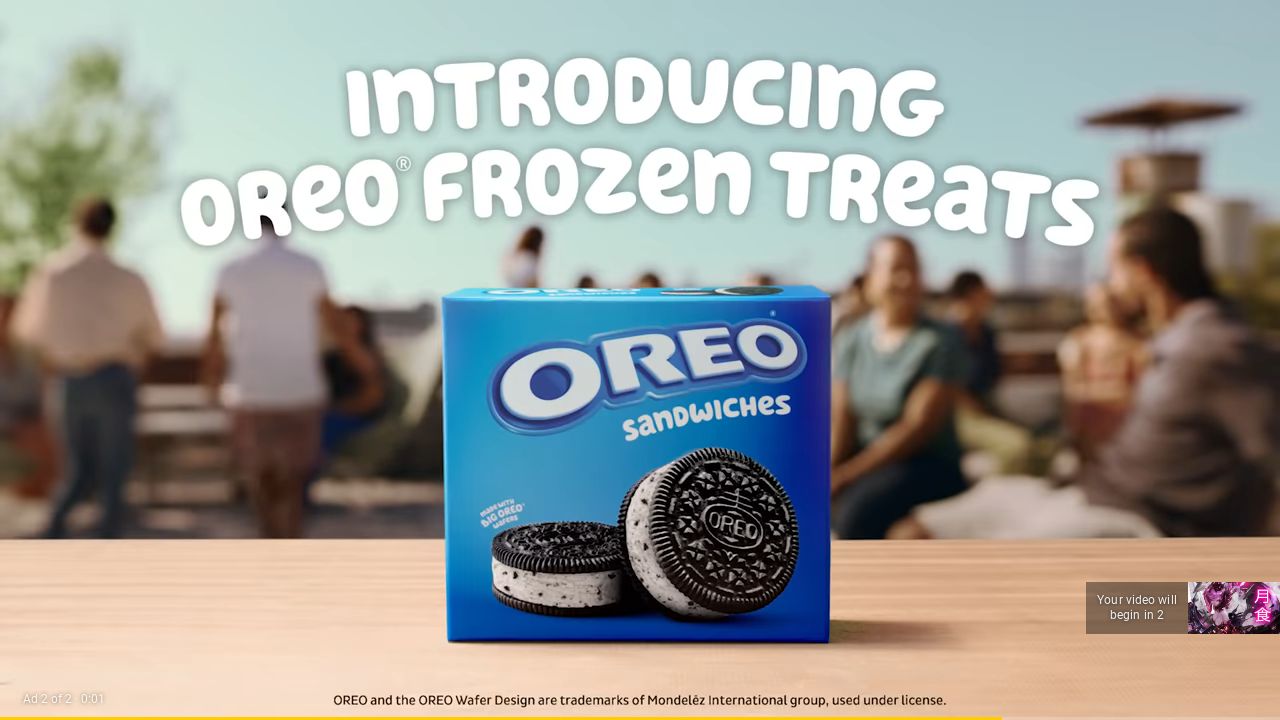 INTRODUCING
OREO® FROZEN TREATS
OREO
SANDWICHES
MADE WITH
BIG OREO®
WAFERS
OREO
Your video will
begin in 2
月
食
Ad 2 of 2 · 0:01
OREO and the OREO Wafer Design are trademarks of Mondelēz International group, used under license.